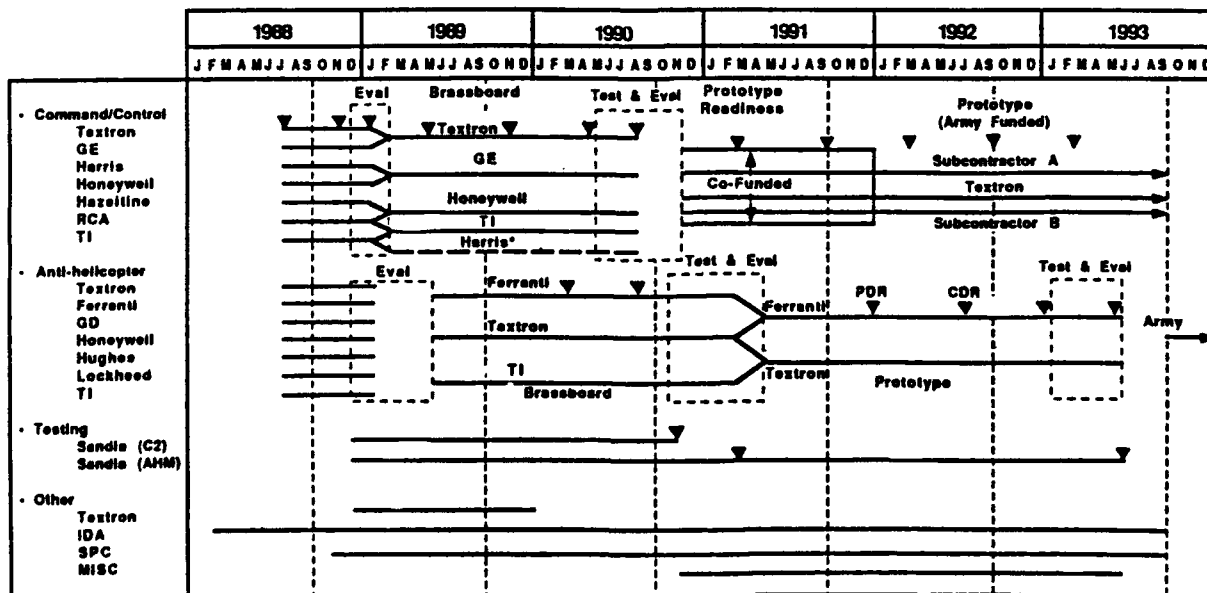 1988 1989 1990 1991 1992 1993
J F M A M J J A S O N D J F M A M J J A S O N D J F M A M J J A S O N D J F M A M J J A S O N D J F M A M J J A S O N D J F M A M J J A S O N D
Eval Brassboard Test & Eval Prototype Readiness Prototype (Army Funded)
• Command/Control
Textron Textron
GE GE Subcontractor A
Harris
Honeywell Co-Funded Textron
Hazeltine Honeywell
RCA TI Subcontractor B
TI Harris*
• Anti-helicopter Eval Test & Eval Test & Eval
Textron Ferranti PDR CDR
Ferranti Ferranti
GD Army
Honeywell Textron
Hughes
Lockheed TI Textron Prototype
TI Brassboard
• Testing
Sandia (C2)
Sandia (AHM)
• Other
Textron
IDA
SPC
MISC